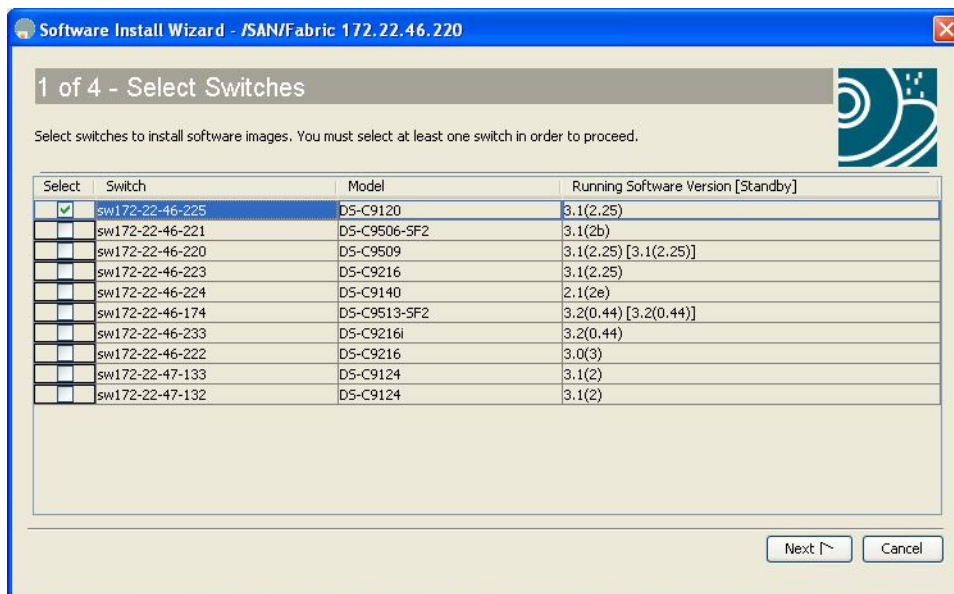 Software Install Wizard - /SAN/Fabric 172.22.46.220
1 of 4 - Select Switches
Select switches to install software images. You must select at least one switch in order to proceed.
Select Switch Model Running Software Version [Standby]
sw172-22-46-225 DS-C9120 3.1(2.25)
sw172-22-46-221 DS-C9506-SF2 3.1(2b)
sw172-22-46-220 DS-C9509 3.1(2.25) [3.1(2.25)]
sw172-22-46-223 DS-C9216 3.1(2.25)
sw172-22-46-224 DS-C9140 2.1(2e)
sw172-22-46-174 DS-C9513-SF2 3.2(0.44) [3.2(0.44)]
sw172-22-46-233 DS-C9216i 3.2(0.44)
sw172-22-46-222 DS-C9216 3.0(3)
sw172-22-47-133 DS-C9124 3.1(2)
sw172-22-47-132 DS-C9124 3.1(2)
Next Cancel